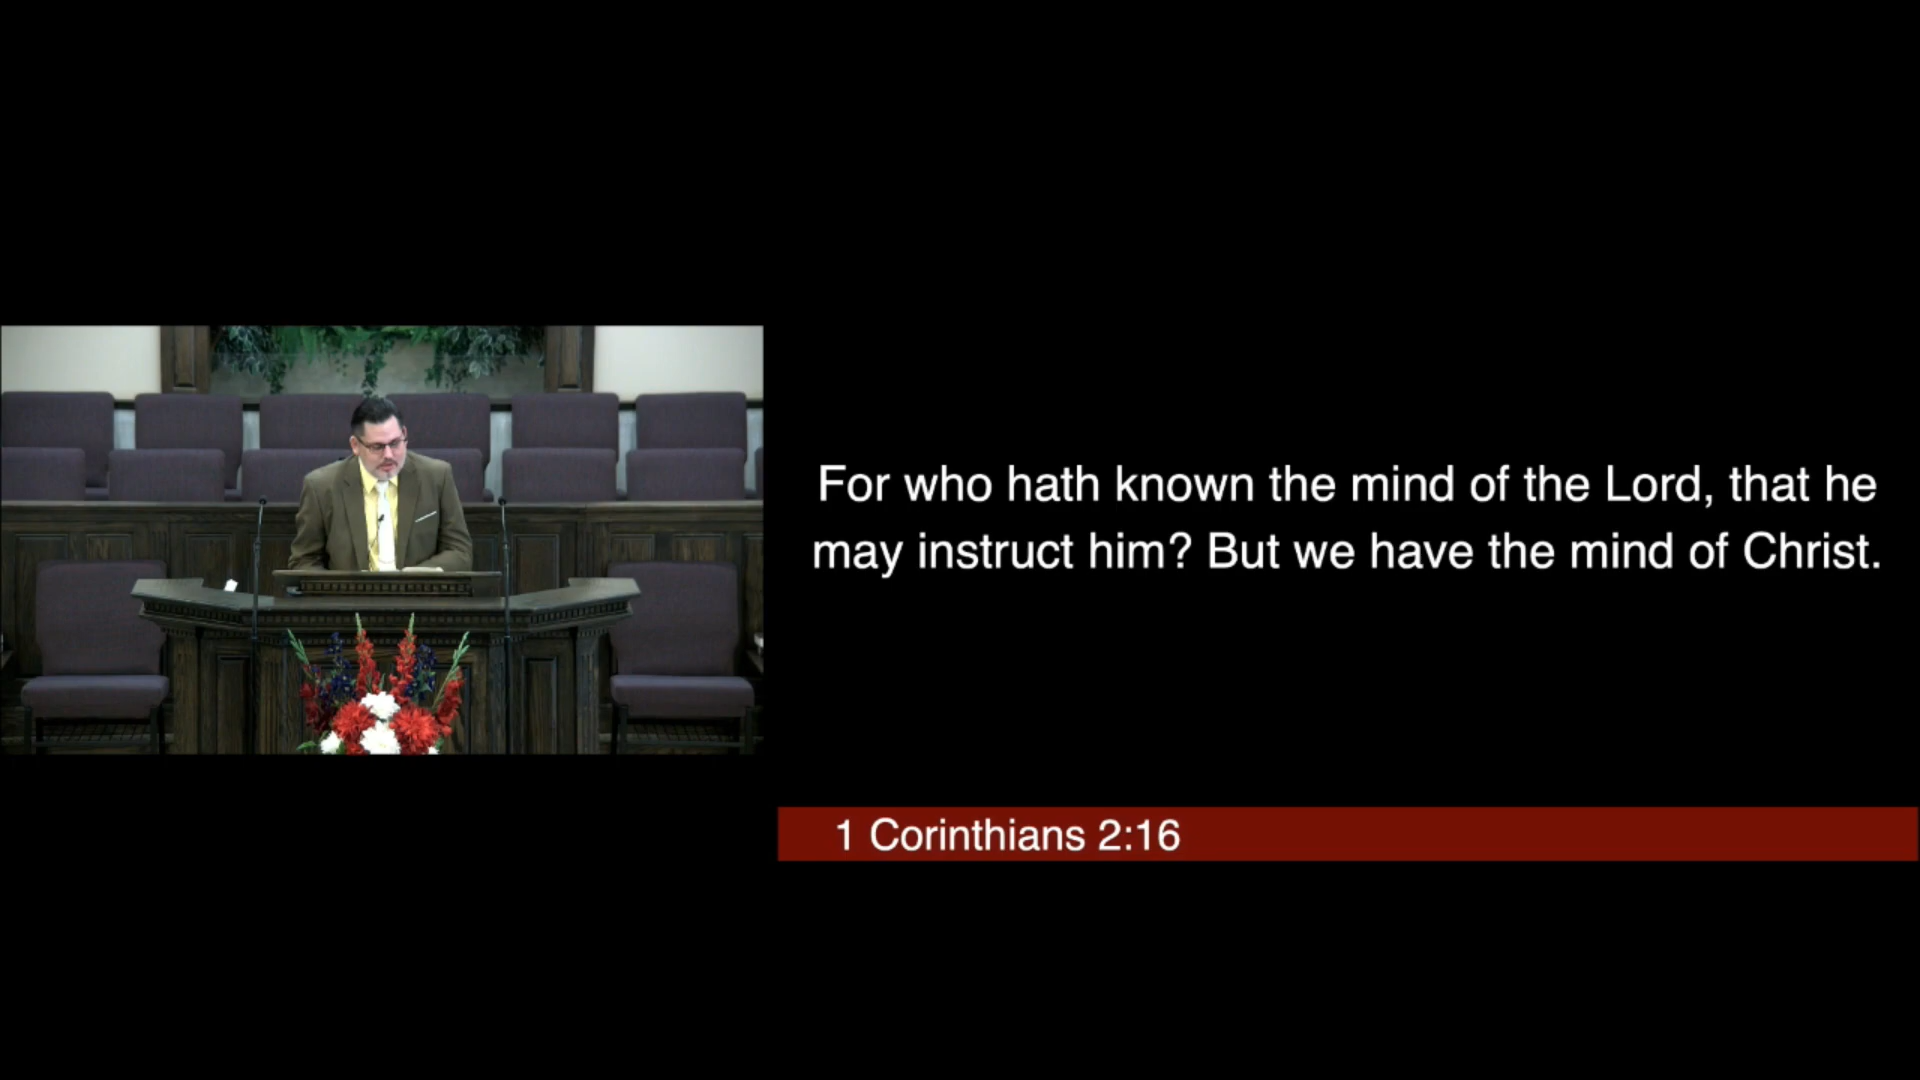 For who hath known the mind of the Lord, that he
may instruct him? But we have the mind of Christ.
1 Corinthians 2:16